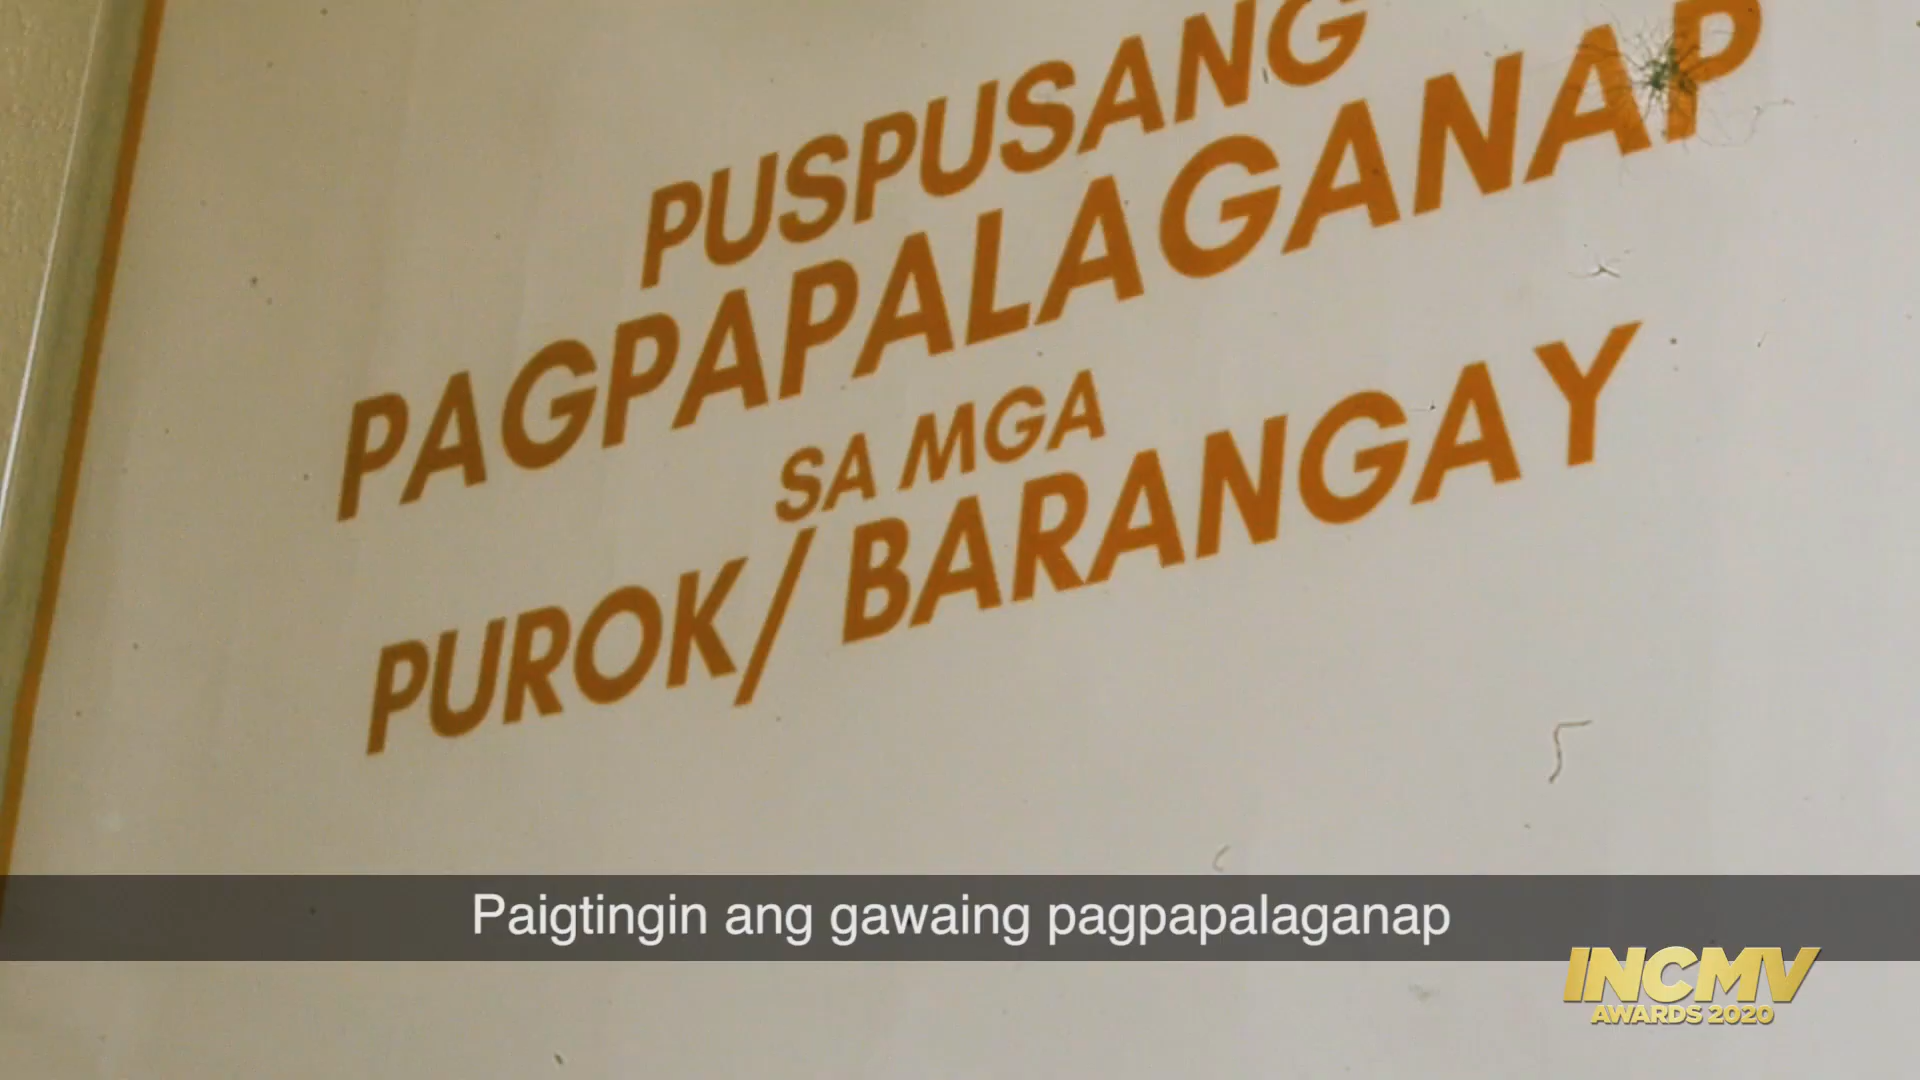 PUSPUSANG
PAGPAPALAGANAP
SA MGA
PUROK/BARANGAY
Paigtingin ang gawaing pagpapalaganap
INCMV
AWARDS 2020